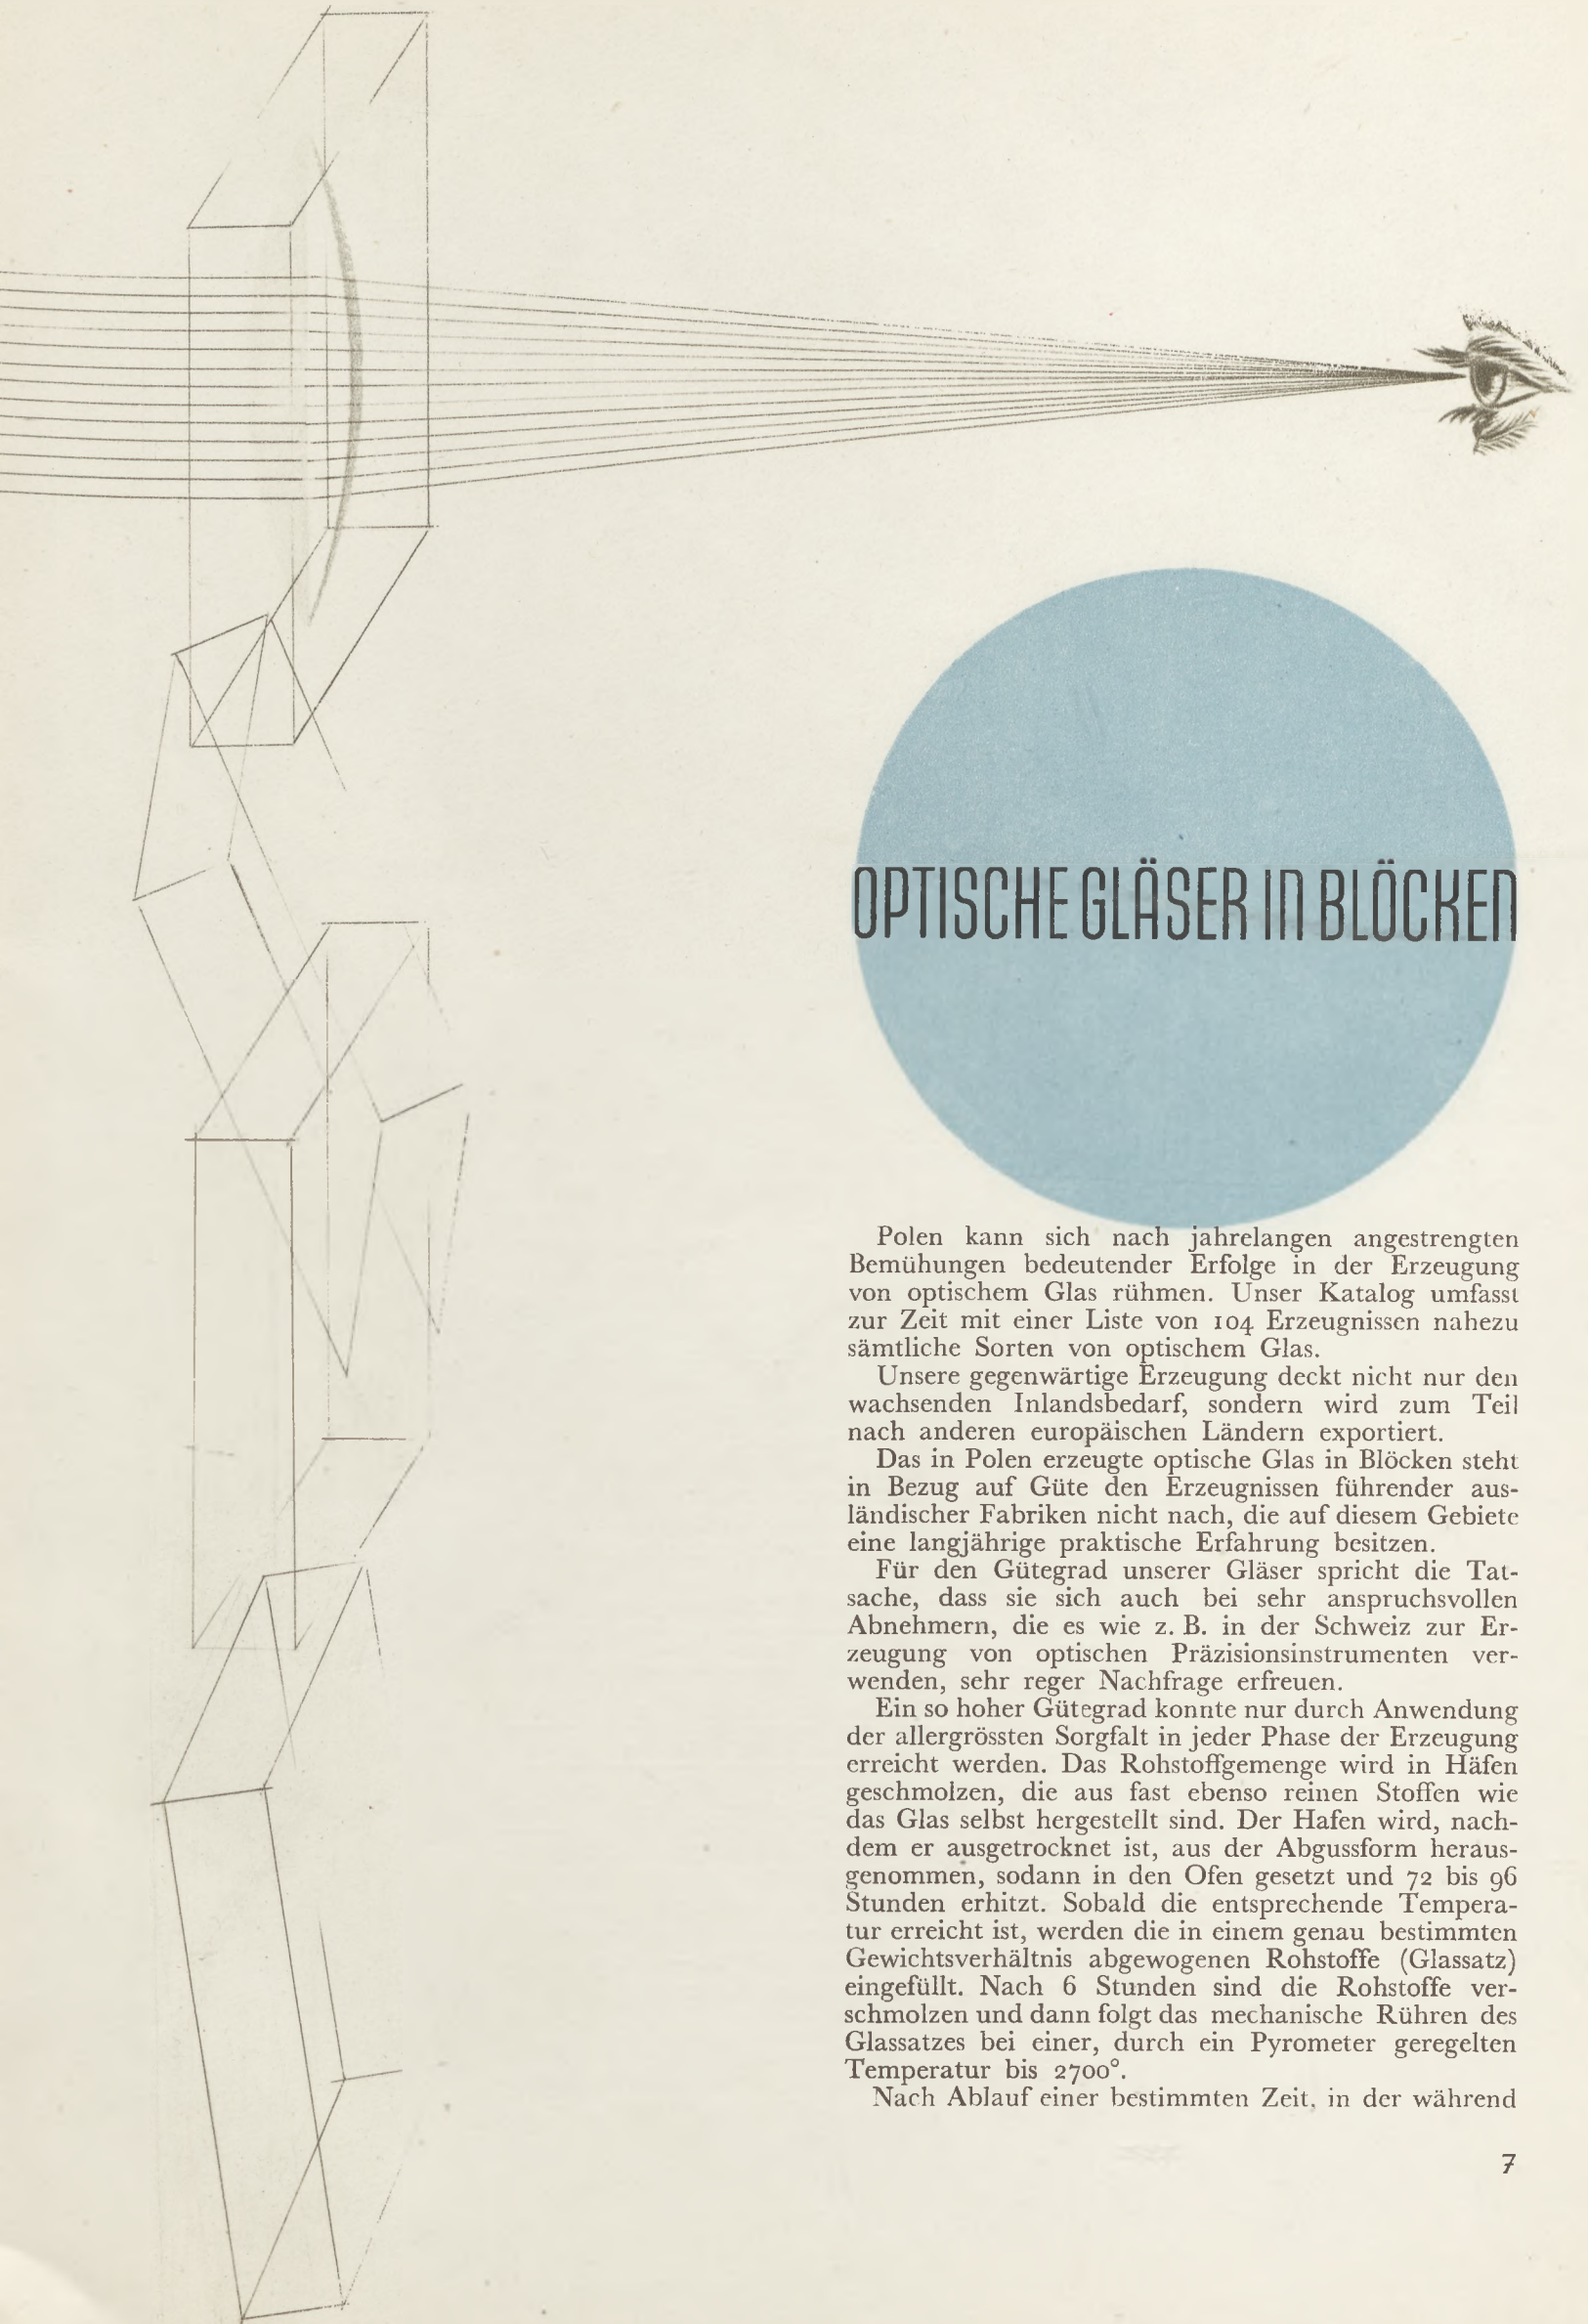 OPTISCHE GLÄSER IN BLÖCKEN
Polen kann sich nach jahrelangen angestrengten
Bemühungen bedeutender Erfolge in der Erzeugung
von optischem Glas rühmen. Unser Katalog umfasst
zur Zeit mit einer Liste von 104 Erzeugnissen nahezu
sämtliche Sorten von optischem Glas.
Unsere gegenwärtige Erzeugung deckt nicht nur den
wachsenden Inlandsbedarf, sondern wird zum Teil
nach anderen europäischen Ländern exportiert.
Das in Polen erzeugte optische Glas in Blöcken steht
in Bezug auf Güte den Erzeugnissen führender aus-
ländischer Fabriken nicht nach, die auf diesem Gebiete
eine langjährige praktische Erfahrung besitzen.
Für den Gütegrad unserer Gläser spricht die Tat-
sache, dass sie sich auch bei sehr anspruchsvollen
Abnehmern, die es wie z. B. in der Schweiz zur Er-
zeugung von optischen Präzisionsinstrumenten ver-
wenden, sehr reger Nachfrage erfreuen.
Ein so hoher Gütegrad konnte nur durch Anwendung
der allergrössten Sorgfalt in jeder Phase der Erzeugung
erreicht werden. Das Rohstoffgemenge wird in Häfen
geschmolzen, die aus fast ebenso reinen Stoffen wie
das Glas selbst hergestellt sind. Der Hafen wird, nach-
dem er ausgetrocknet ist, aus der Abgussform heraus-
genommen, sodann in den Ofen gesetzt und 72 bis 96
Stunden erhitzt. Sobald die entsprechende Tempera-
tur erreicht ist, werden die in einem genau bestimmten
Gewichtsverhältnis abgewogenen Rohstoffe (Glassatz)
eingefüllt. Nach 6 Stunden sind die Rohstoffe ver-
schmolzen und dann folgt das mechanische Rühren des
Glassatzes bei einer, durch ein Pyrometer geregelten
Temperatur bis 2700°.
Nach Ablauf einer bestimmten Zeit, in der während
7